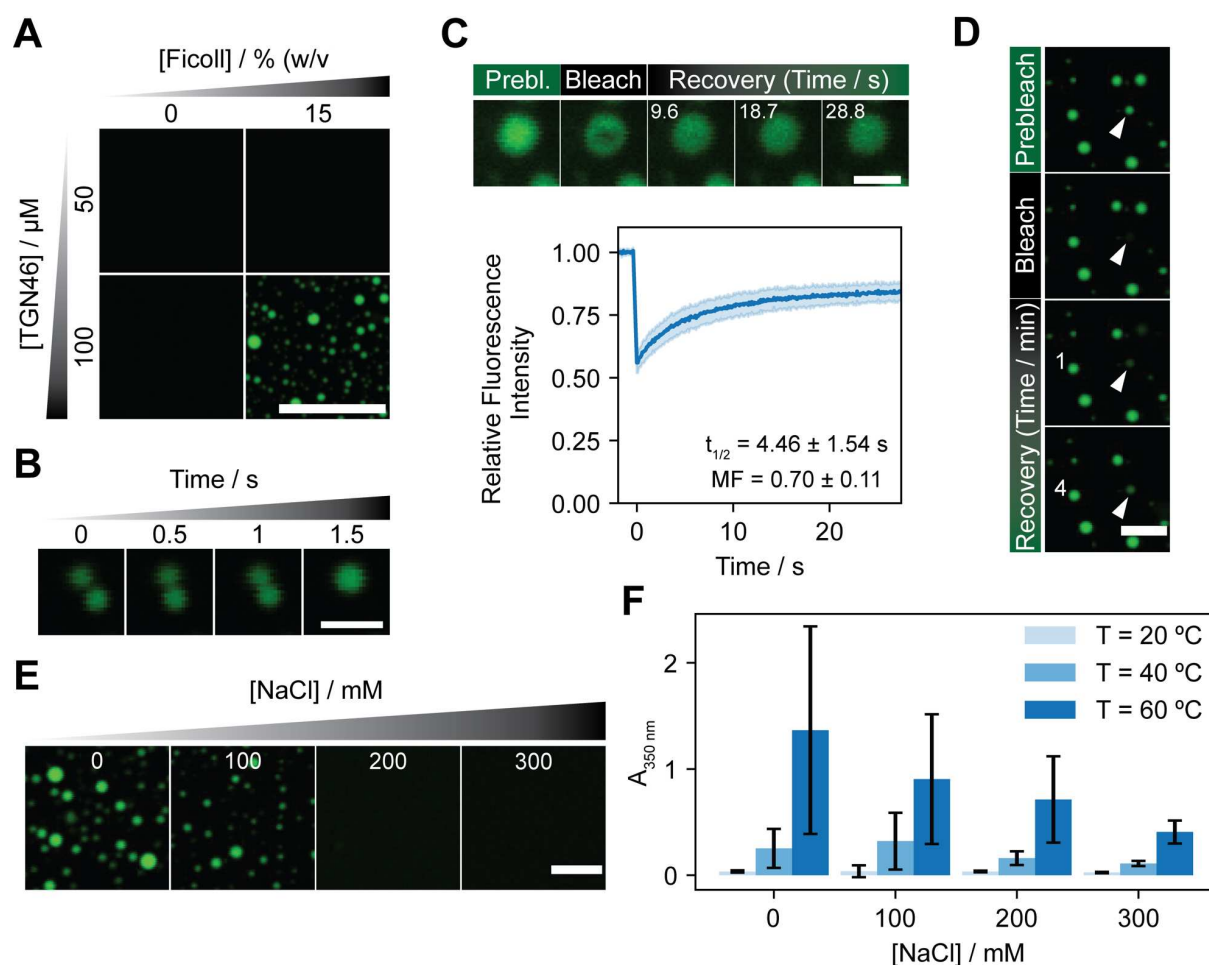 A
[Ficoll] / % (w/v
0 15
[TGN46] / µM
50
100
B
Time / s
0 0.5 1 1.5
C
Prebl. Bleach Recovery (Time / s)
9.6 18.7 28.8
Relative Fluorescence
Intensity
1.00
0.75
0.50
0.25
0.00
t1/2 = 4.46 ± 1.54 s
MF = 0.70 ± 0.11
0 10 20
Time / s
D
Prebleach
Bleach
Recovery (Time / min)
1
4
E
[NaCl] / mM
0 100 200 300
F
A350 nm
2
1
0
T = 20 ºC
T = 40 ºC
T = 60 ºC
0 100 200 300
[NaCl] / mM